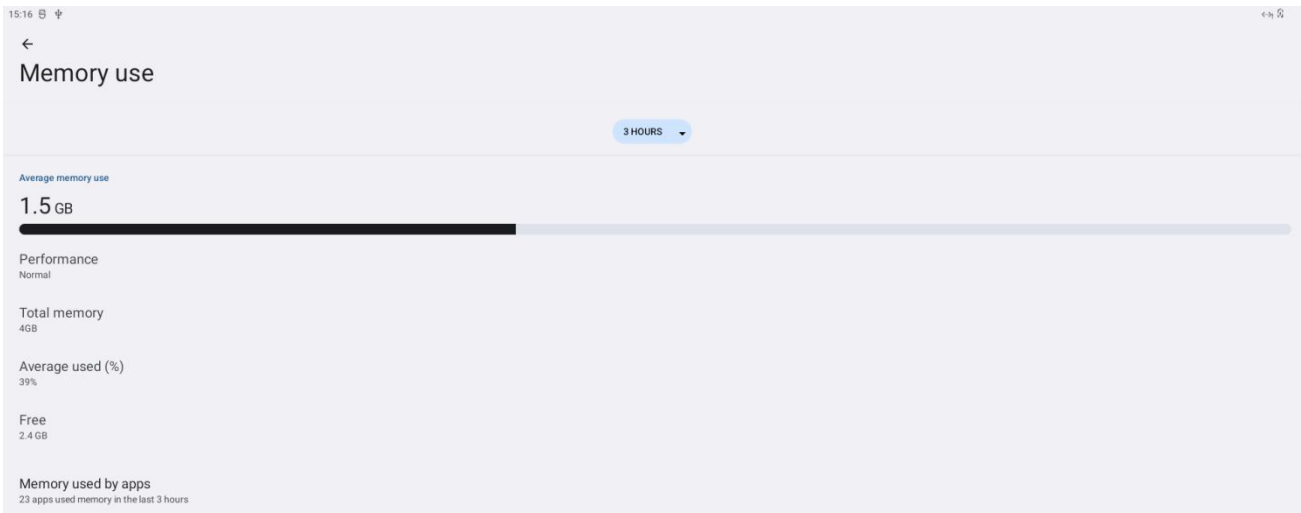 15:16
Memory use
3 HOURS
Average memory use
1.5 GB
Performance
Normal
Total memory
4GB
Average used (%)
39%
Free
2.4 GB
Memory used by apps
23 apps used memory in the last 3 hours